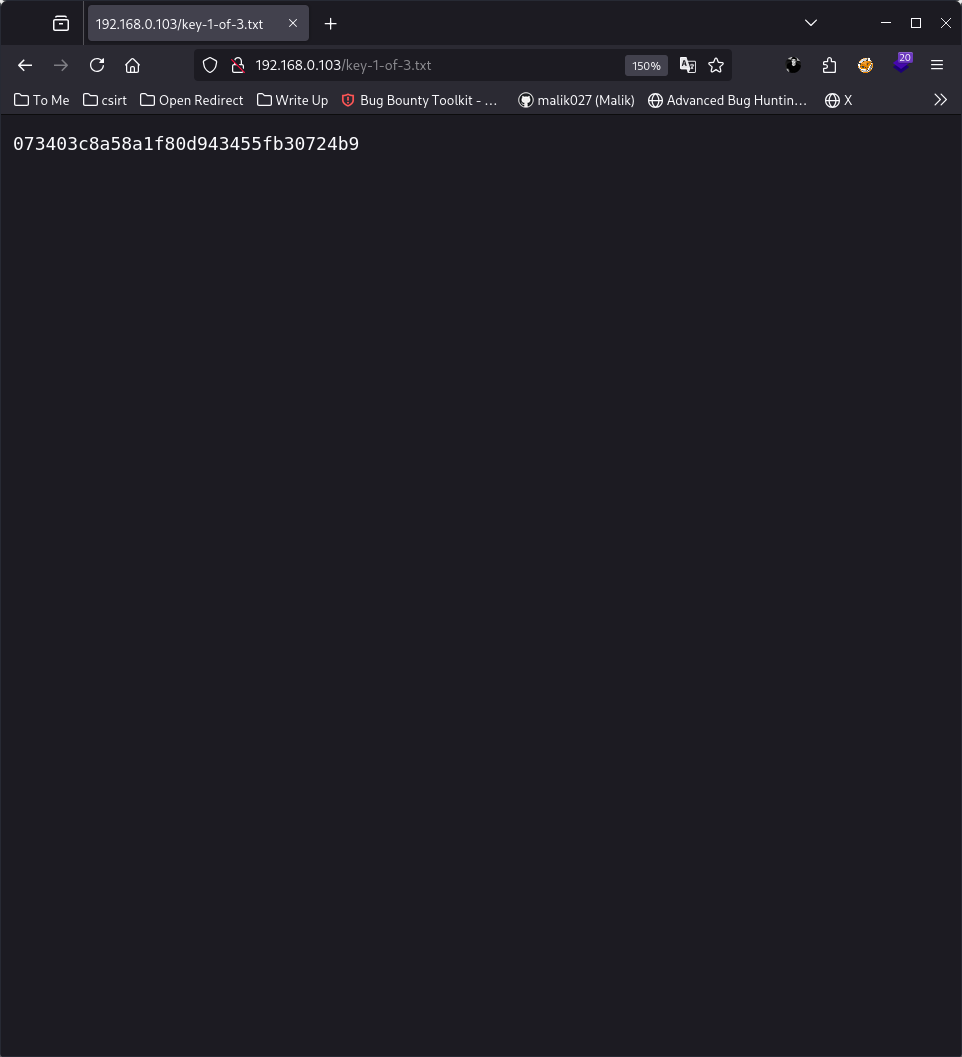 192.168.0.103/key-1-of-3.txt
20
192.168.0.103/key-1-of-3.txt
150%
To Me
csirt
Open Redirect
Write Up
Bug Bounty Toolkit - …
malik027 (Malik)
Advanced Bug Huntin…
X
073403c8a58a1f80d943455fb30724b9